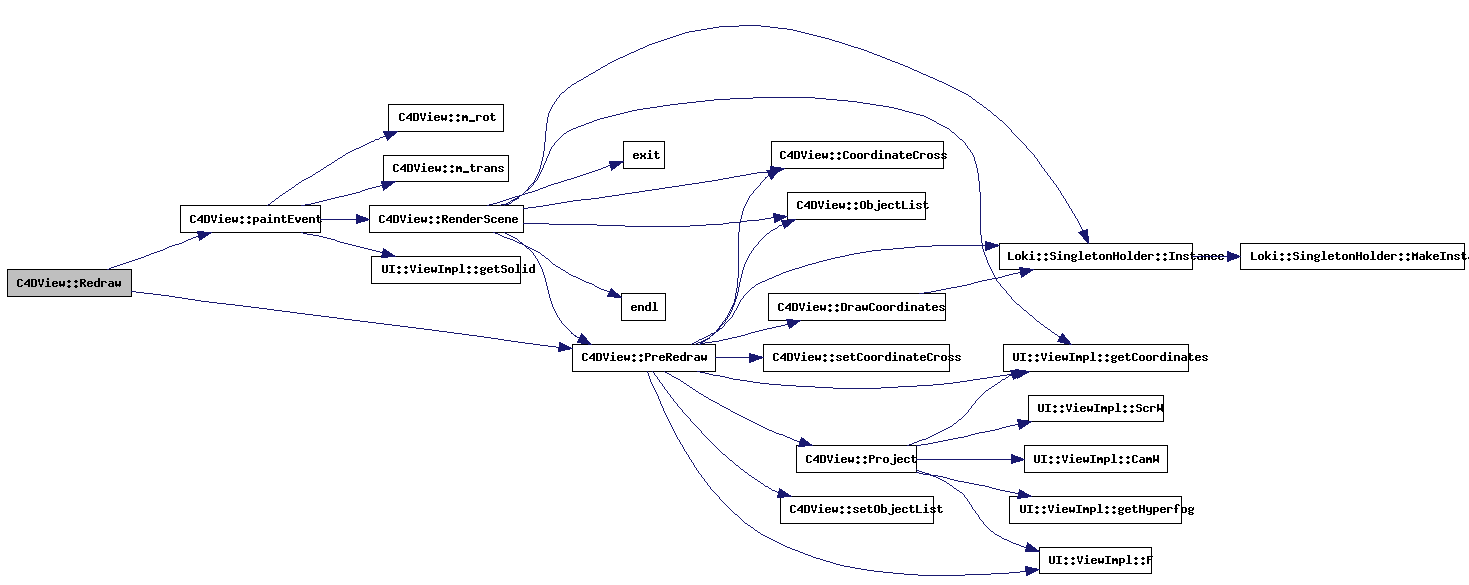 C4DView::m_rot
exit
C4DView::CoordinateCross
C4DView::m_trans
C4DView::ObjectList
C4DView::paintEvent
C4DView::RenderScene
Loki::SingletonHolder::Instance
Loki::SingletonHolder::MakeInst
UI::ViewImpl::getSolid
C4DView::Redraw
endl
C4DView::DrawCoordinates
C4DView::PreRedraw
C4DView::setCoordinateCross
UI::ViewImpl::getCoordinates
UI::ViewImpl::ScrW
C4DView::Project
UI::ViewImpl::CamW
C4DView::setObjectList
UI::ViewImpl::getHyperfog
UI::ViewImpl::F